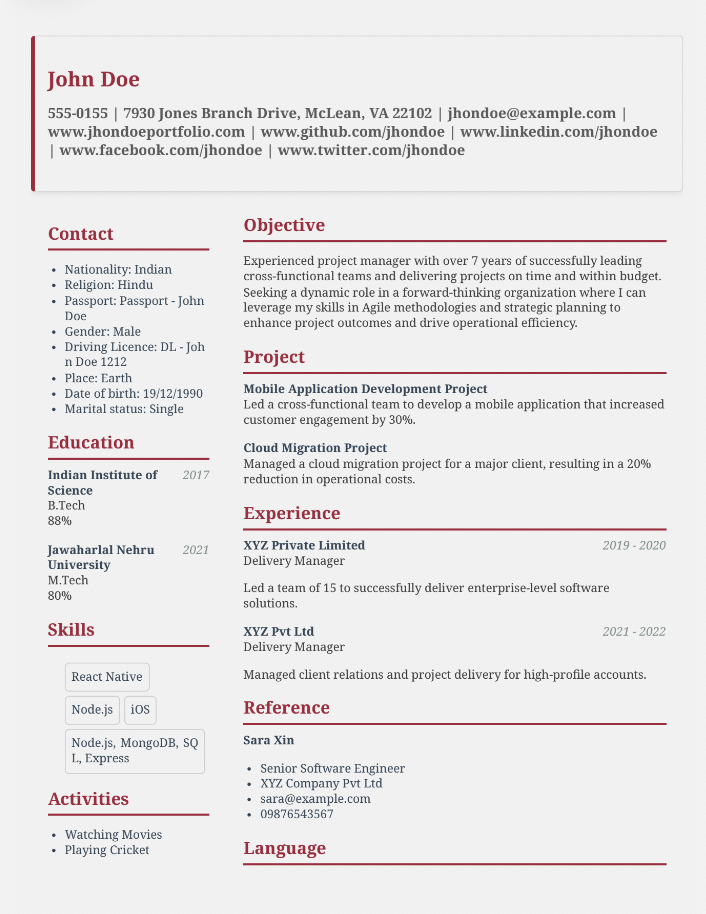 John Doe
555-0155 | 7930 Jones Branch Drive, McLean, VA 22102 | jhondoe@example.com |
www.jhondoeportfolio.com | www.github.com/jhondoe | www.linkedin.com/jhondoe
| www.facebook.com/jhondoe | www.twitter.com/jhondoe
Contact
• Nationality: Indian
• Religion: Hindu
• Passport: Passport - John
Doe
• Gender: Male
• Driving Licence: DL - Joh
n Doe 1212
• Place: Earth
• Date of birth: 19/12/1990
• Marital status: Single
Education
Indian Institute of 2017
Science
B.Tech
88%
Jawaharlal Nehru 2021
University
M.Tech
80%
Skills
React Native
Node.js iOS
Node.js, MongoDB, SQ
L, Express
Activities
• Watching Movies
• Playing Cricket
Objective
Experienced project manager with over 7 years of successfully leading
cross-functional teams and delivering projects on time and within budget.
Seeking a dynamic role in a forward-thinking organization where I can
leverage my skills in Agile methodologies and strategic planning to
enhance project outcomes and drive operational efficiency.
Project
Mobile Application Development Project
Led a cross-functional team to develop a mobile application that increased
customer engagement by 30%.
Cloud Migration Project
Managed a cloud migration project for a major client, resulting in a 20%
reduction in operational costs.
Experience
XYZ Private Limited 2019 - 2020
Delivery Manager
Led a team of 15 to successfully deliver enterprise-level software
solutions.
XYZ Pvt Ltd 2021 - 2022
Delivery Manager
Managed client relations and project delivery for high-profile accounts.
Reference
Sara Xin
• Senior Software Engineer
• XYZ Company Pvt Ltd
• sara@example.com
• 09876543567
Language